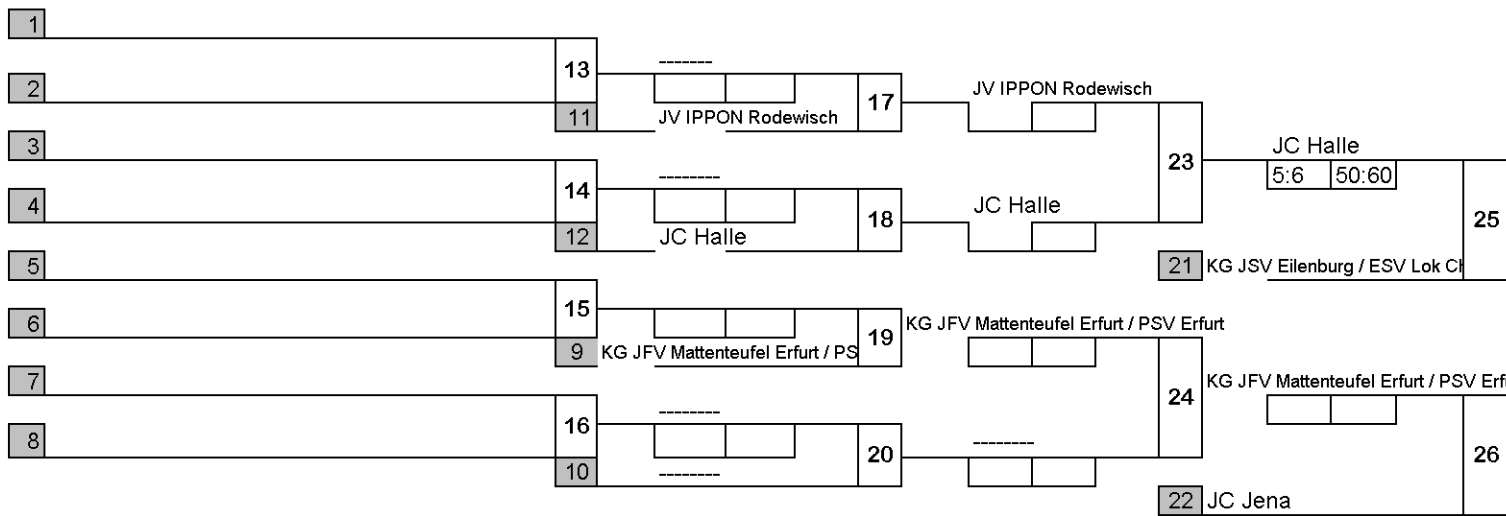 1
13
--------
2
11
JV IPPON Rodewisch
17
JV IPPON Rodewisch
3
23
JC Halle
5:6 50:60
14
--------
4
12
JC Halle
18
JC Halle
25
5
21 KG JSV Eilenburg / ESV Lok Ch
15
6
9 KG JFV Mattenteufel Erfurt / PS
19
KG JFV Mattenteufel Erfurt / PSV Erfurt
7
24
KG JFV Mattenteufel Erfurt / PSV Erf
16
--------
8
10
--------
20
--------
26
22 JC Jena